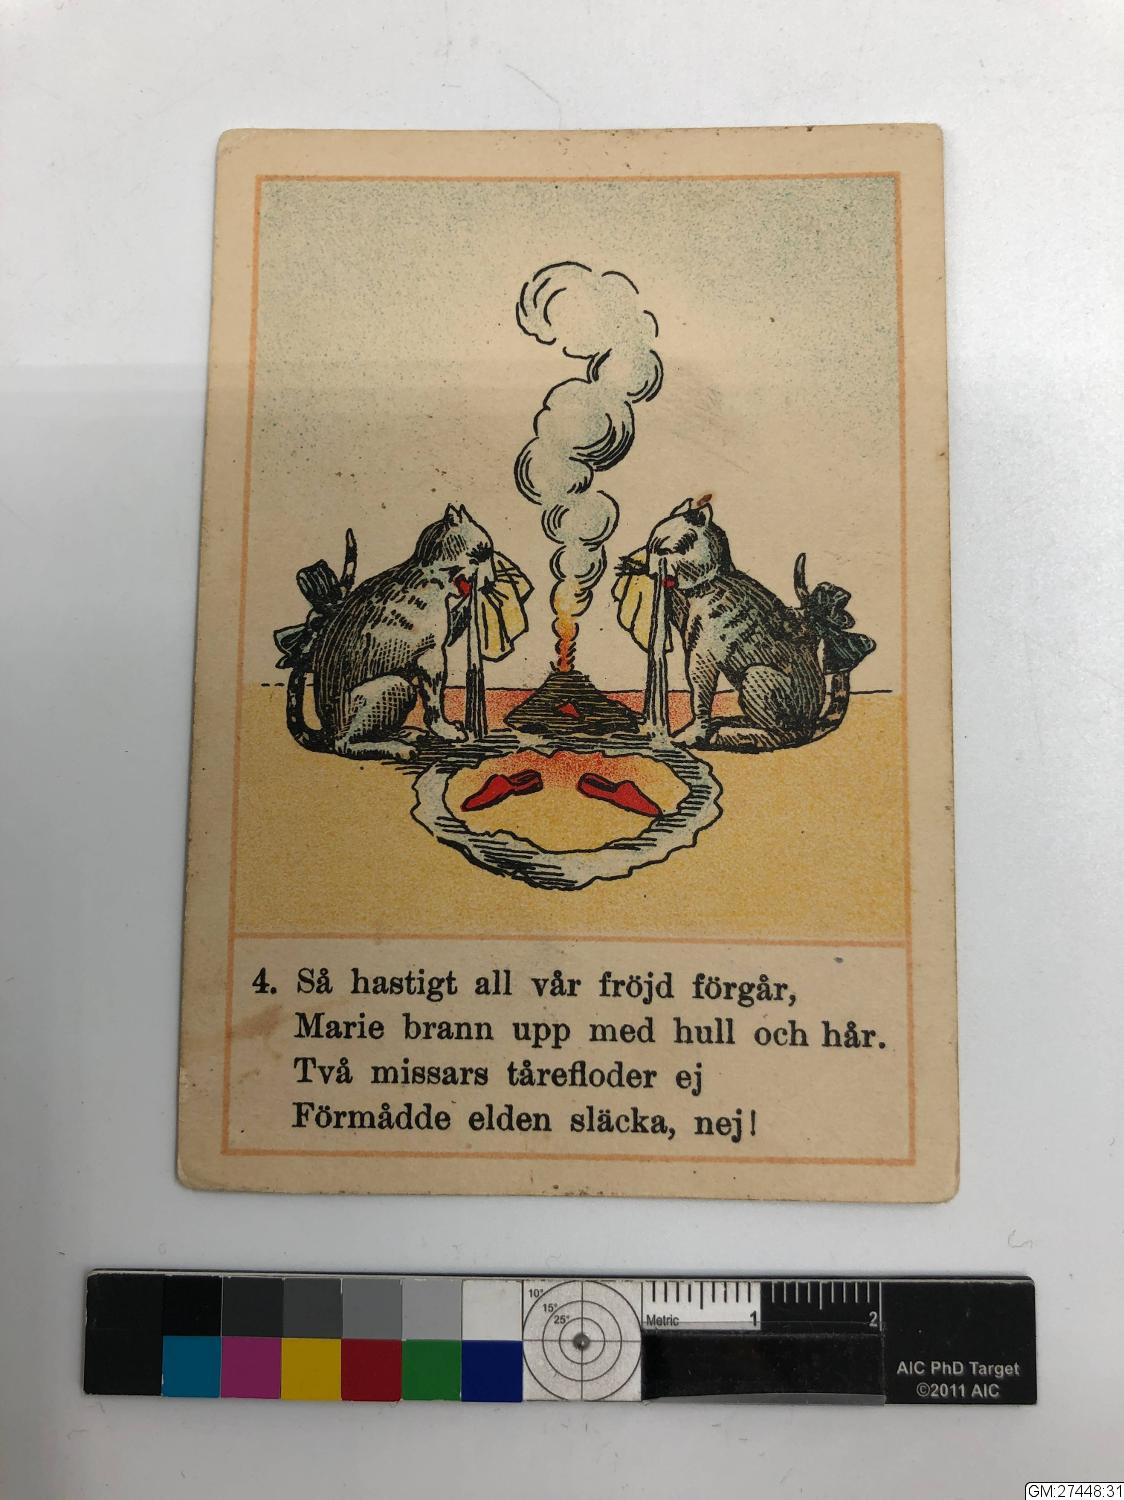 4. Så hastigt all vår fröjd förgår,
Marie brann upp med hull och hår.
Två missars tårefloder ej
Förmådde elden släcka, nej!
10°
15°
25°
Metric
1
2
AIC PhD Target
©2011 AIC
GM:27448:31